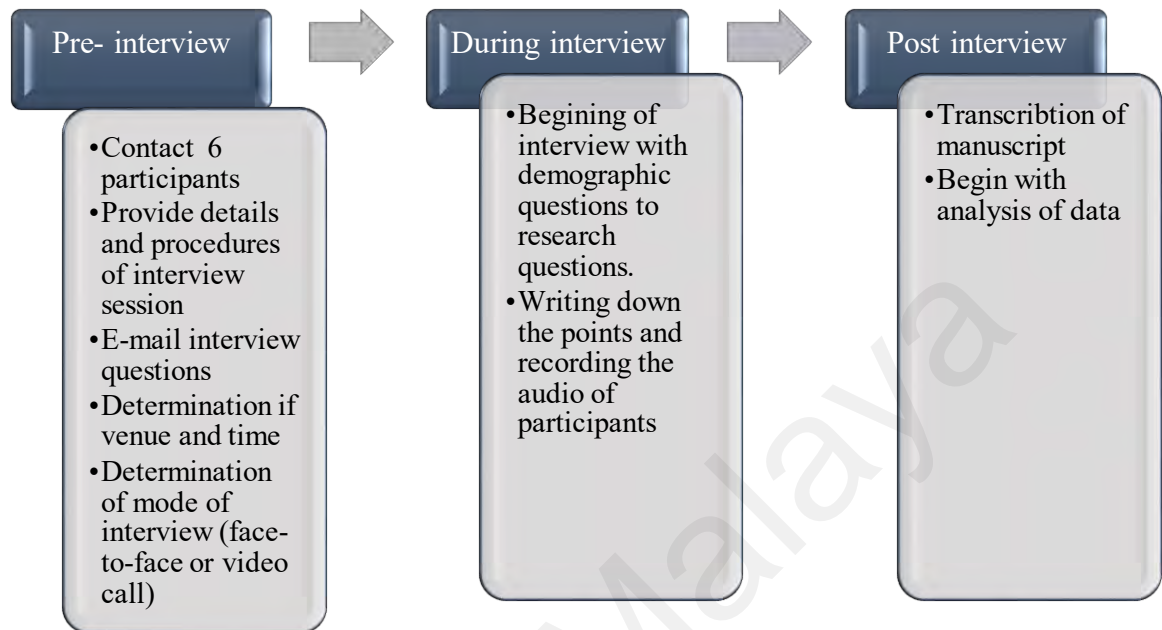 Pre- interview
•Contact 6
participants
•Provide details
and procedures
of interview
session
•E-mail interview
questions
•Determination if
venue and time
•Determination
of mode of
interview (face-
to-face or video
call)
During interview
•Begining of
interview with
demographic
questions to
research
questions.
•Writing down
the points and
recording the
audio of
participants
Post interview
•Transcribtion of
manuscript
•Begin with
analysis of data
Malaya